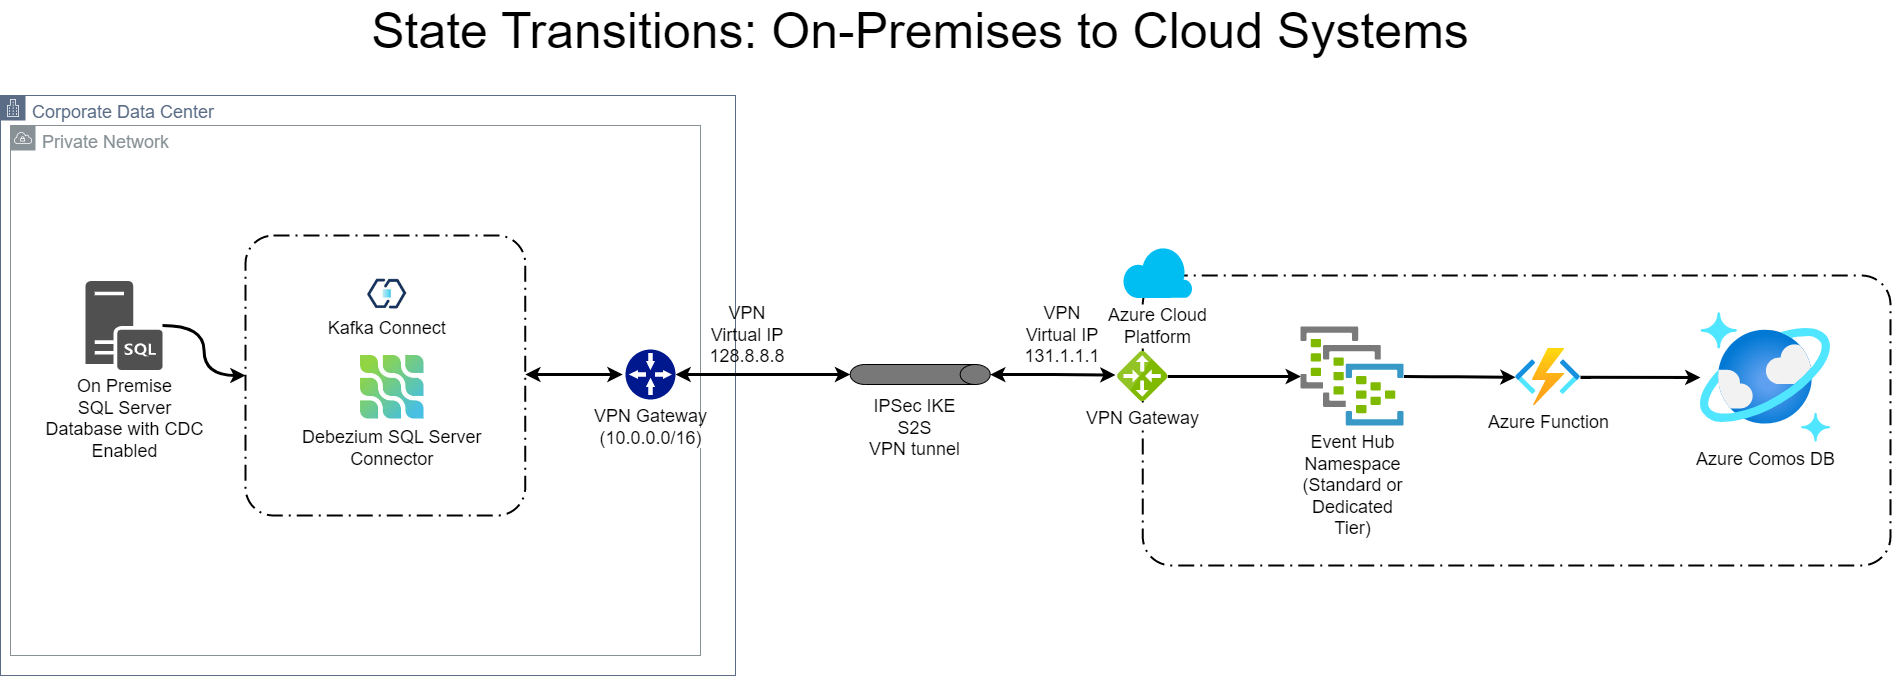 State Transitions: On-Premises to Cloud Systems
Corporate Data Center
Private Network
SQL
On Premise
SQL Server
Database with CDC
Enabled
Kafka Connect
Debezium SQL Server
Connector
VPN Gateway
(10.0.0.0/16)
VPN
Virtual IP
128.8.8.8
IPSec IKE
S2S
VPN tunnel
VPN
Virtual IP
131.1.1.1
Azure Cloud
Platform
VPN Gateway
Event Hub
Namespace
(Standard or
Dedicated
Tier)
Azure Function
Azure Comos DB